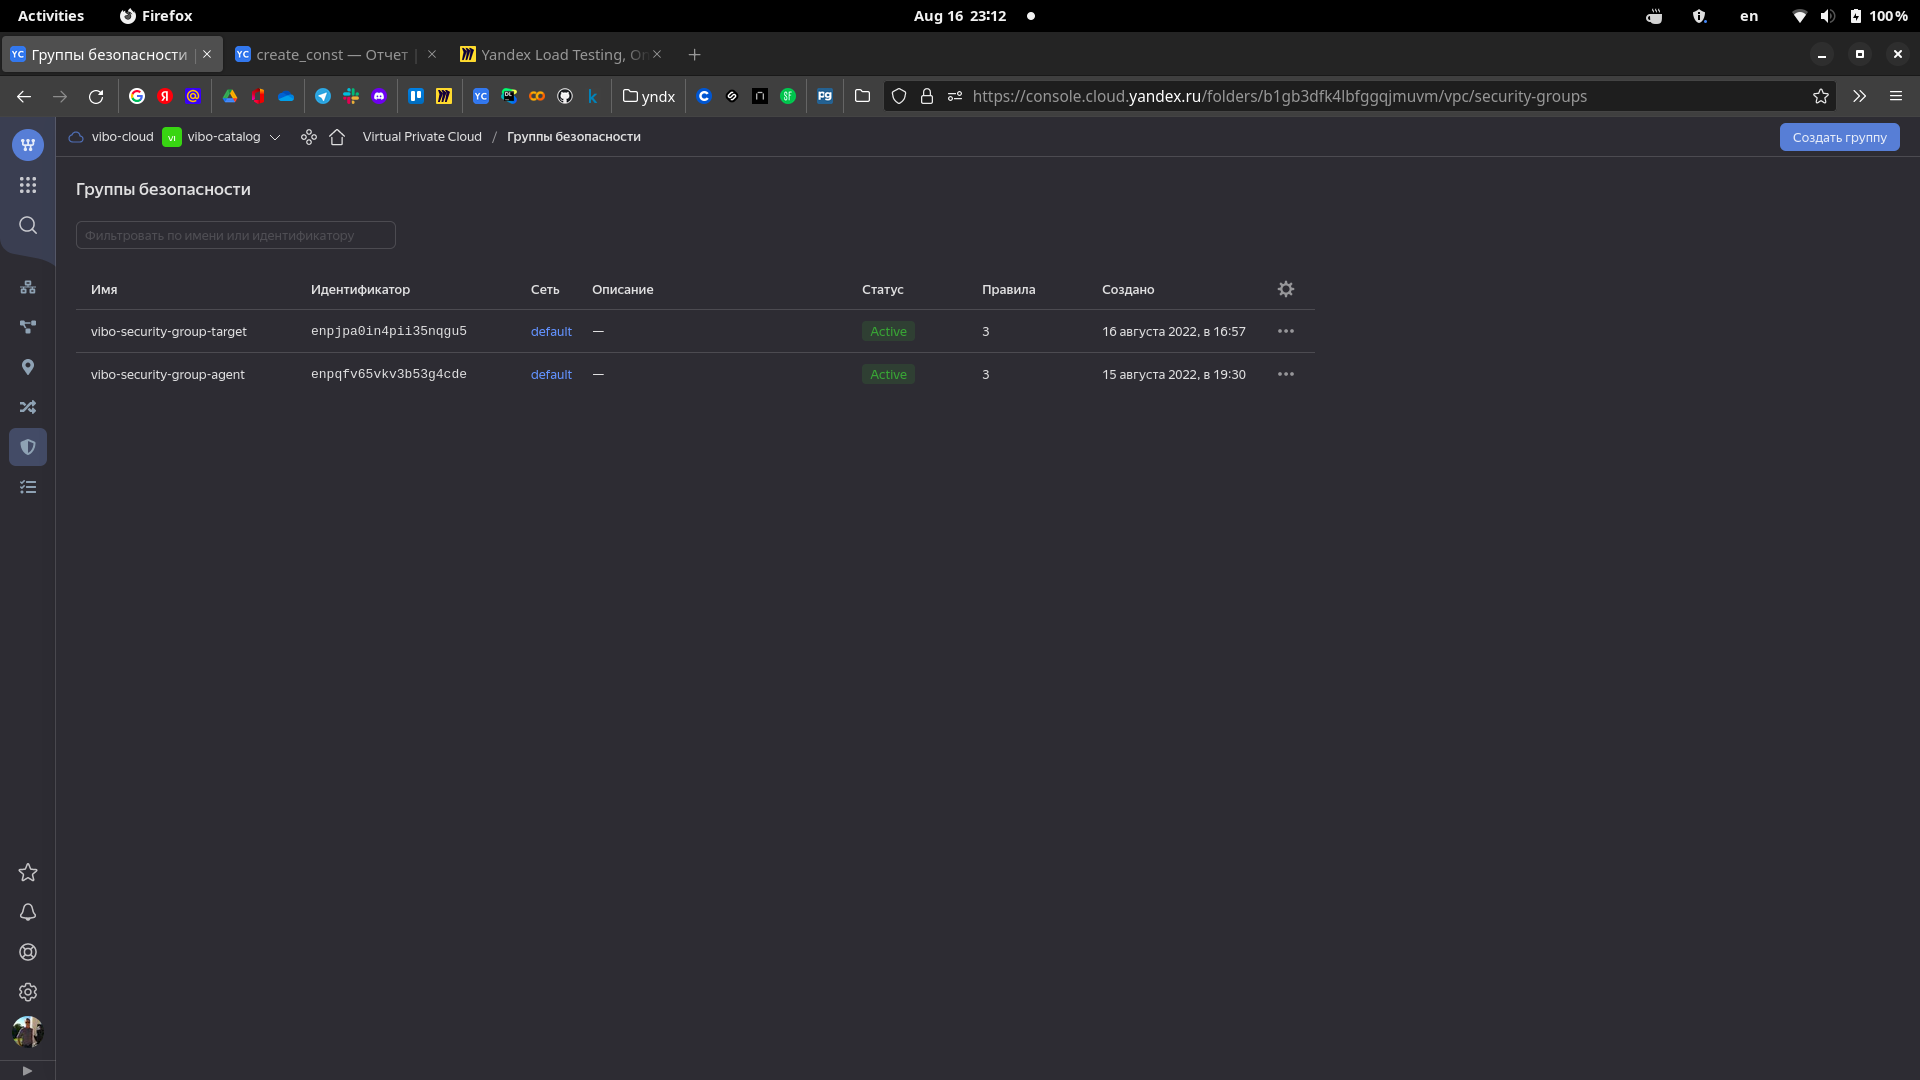 Activities Firefox Aug 16 23:12 en 100 %
YC Группы безопасности YC create_const — Отчет Yandex Load Testing, On
yndx https://console.cloud.yandex.ru/folders/b1gb3dfk4lbfggqjmuvm/vpc/security-groups
vibo-cloud VI vibo-catalog Virtual Private Cloud / Группы безопасности Создать группу
Группы безопасности
Фильтровать по имени или идентификатору
Имя Идентификатор Сеть Описание Статус Правила Создано
vibo-security-group-target enpjpa0in4pii35nqgu5 default — Active 3 16 августа 2022, в 16:57
vibo-security-group-agent enpqfv65vkv3b53g4cde default — Active 3 15 августа 2022, в 19:30